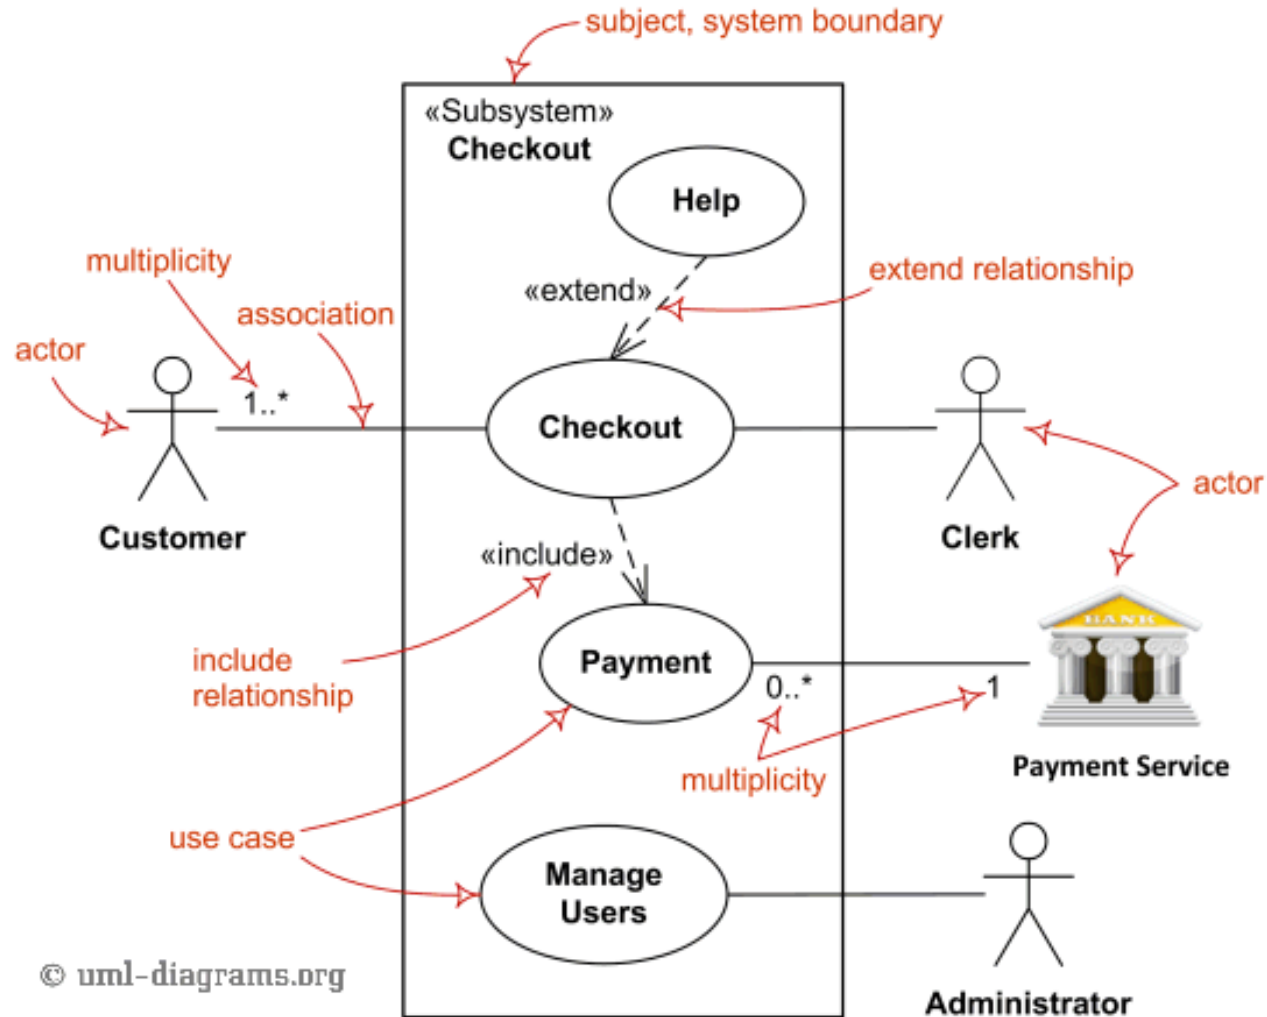 subject, system boundary
«Subsystem»
Checkout
Help
multiplicity
«extend»
extend relationship
association
actor
1..*
Checkout
actor
Customer
Clerk
«include»
BANK
include
relationship
Payment
0..*
1
multiplicity
Payment Service
use case
Manage
Users
© uml-diagrams.org
Administrator